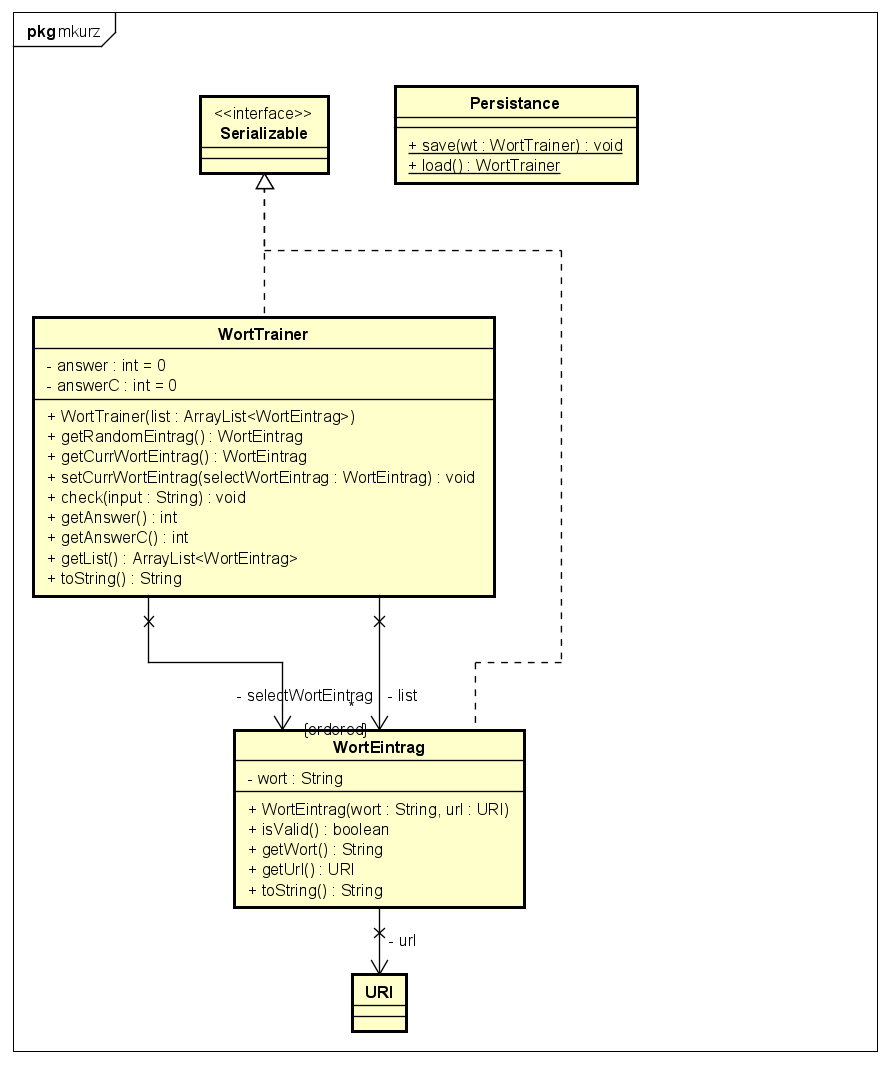 pkg mkurz
<<interface>>
Serializable
Persistance
+ save(wt : WortTrainer) : void
+ load() : WortTrainer
WortTrainer
- answer : int = 0
- answerC : int = 0
+ WortTrainer(list : ArrayList<WortEintrag>)
+ getRandomEintrag() : WortEintrag
+ getCurrWortEintrag() : WortEintrag
+ setCurrWortEintrag(selectWortEintrag : WortEintrag) : void
+ check(input : String) : void
+ getAnswer() : int
+ getAnswerC() : int
+ getList() : ArrayList<WortEintrag>
+ toString() : String
- selectWortEintrag
- list
*
{ordered}
WortEintrag
- wort : String
+ WortEintrag(wort : String, url : URI)
+ isValid() : boolean
+ getWort() : String
+ getUrl() : URI
+ toString() : String
- url
URI